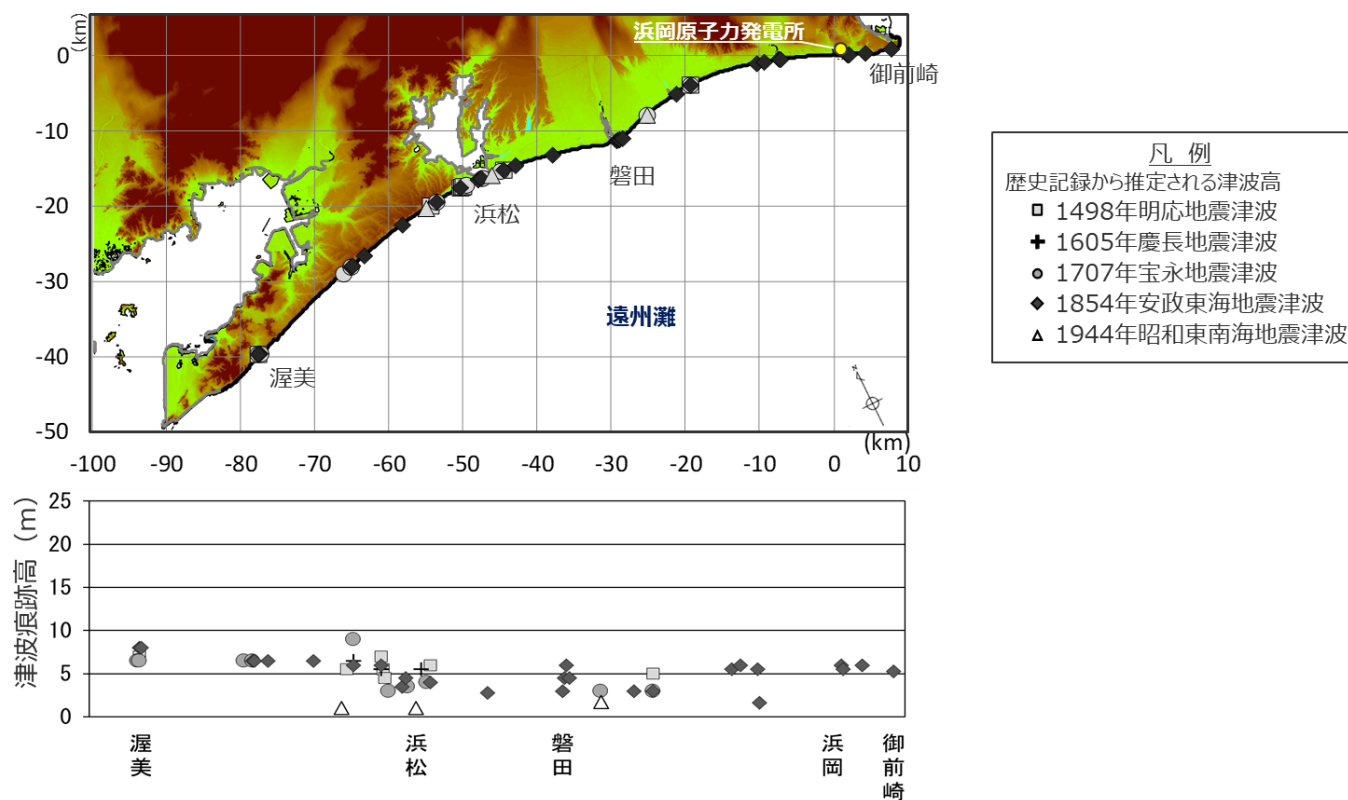 (km)
0
-10
-20
-30
-40
-50
浜岡原子力発電所
御前崎
磐田
浜松
渥美
遠州灘
(km)
-100 -90 -80 -70 -60 -50 -40 -30 -20 -10 0 10
凡 例
歴史記録から推定される津波高
1498年明応地震津波
1605年慶長地震津波
1707年宝永地震津波
1854年安政東海地震津波
1944年昭和東南海地震津波
津波痕跡高（m）
25
20
15
10
5
0
渥美
浜松
磐田
浜岡
御前崎